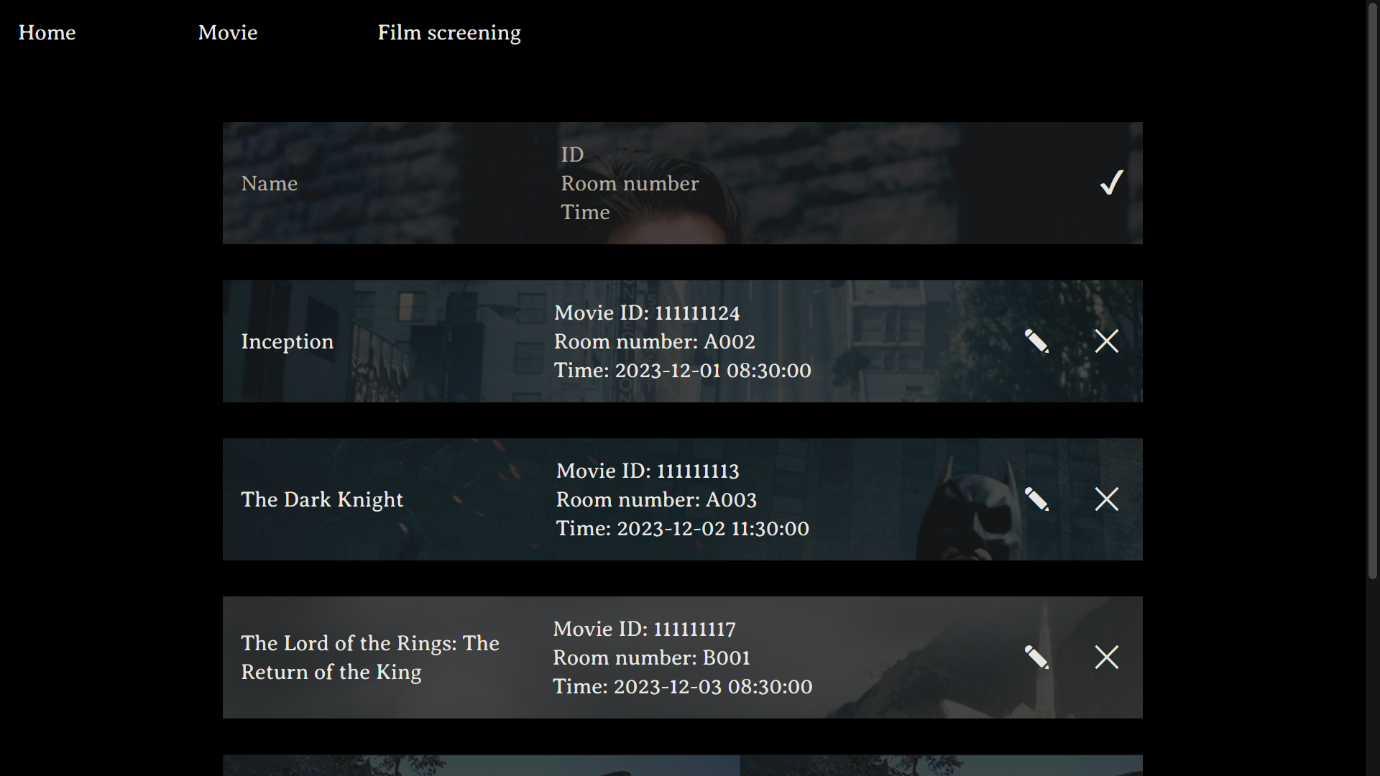 Home Movie Film screening
Name
ID
Room number
Time
Inception
Movie ID: 111111124
Room number: A002
Time: 2023-12-01 08:30:00
The Dark Knight
Movie ID: 111111113
Room number: A003
Time: 2023-12-02 11:30:00
The Lord of the Rings: The
Return of the King
Movie ID: 111111117
Room number: B001
Time: 2023-12-03 08:30:00